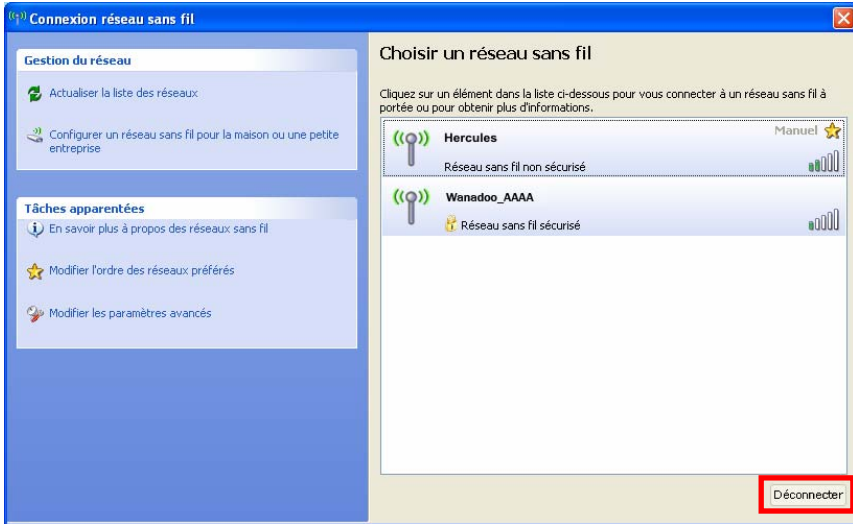 Connexion réseau sans fil
Gestion du réseau
Actualiser la liste des réseaux
Configurer un réseau sans fil pour la maison ou une petite
entreprise
Tâches apparentées
En savoir plus à propos des réseaux sans fil
Modifier l'ordre des réseaux préférés
Modifier les paramètres avancés
Choisir un réseau sans fil
Cliquez sur un élément dans la liste ci-dessous pour vous connecter à un réseau sans fil à
portée ou pour obtenir plus d'informations.
Hercules
Manuel
Réseau sans fil non sécurisé
Wanadoo_AAAA
Réseau sans fil sécurisé
Déconnecter